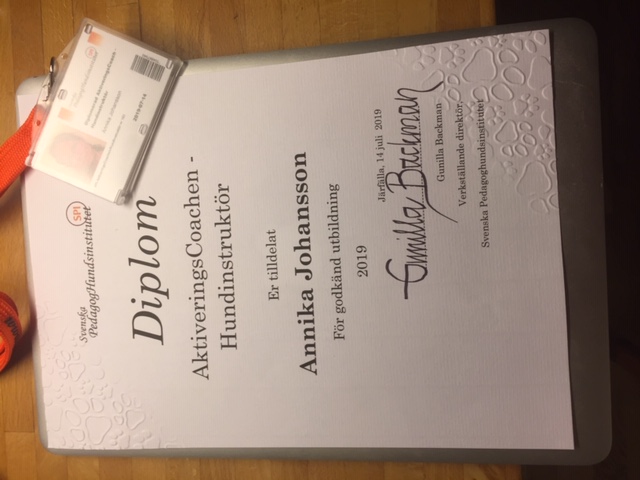 Svenska
PedagogHundsinstitutet
SPI
Diplom
AktiveringsCoachen -
Hundinstruktör
Er tilldelat
Annika Johansson
För godkänd utbildning
2019
Järfälla, 14 juli 2019
Gunilla Backman
Gunilla Backman
Verkställande direktör,
Svenska Pedagoghundsinstitutet